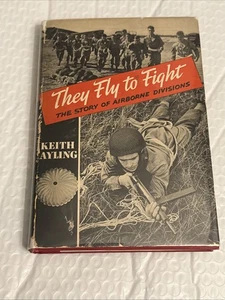 They Fly to Fight
THE STORY OF AIRBORNE DIVISIONS
KEITH
AYLING